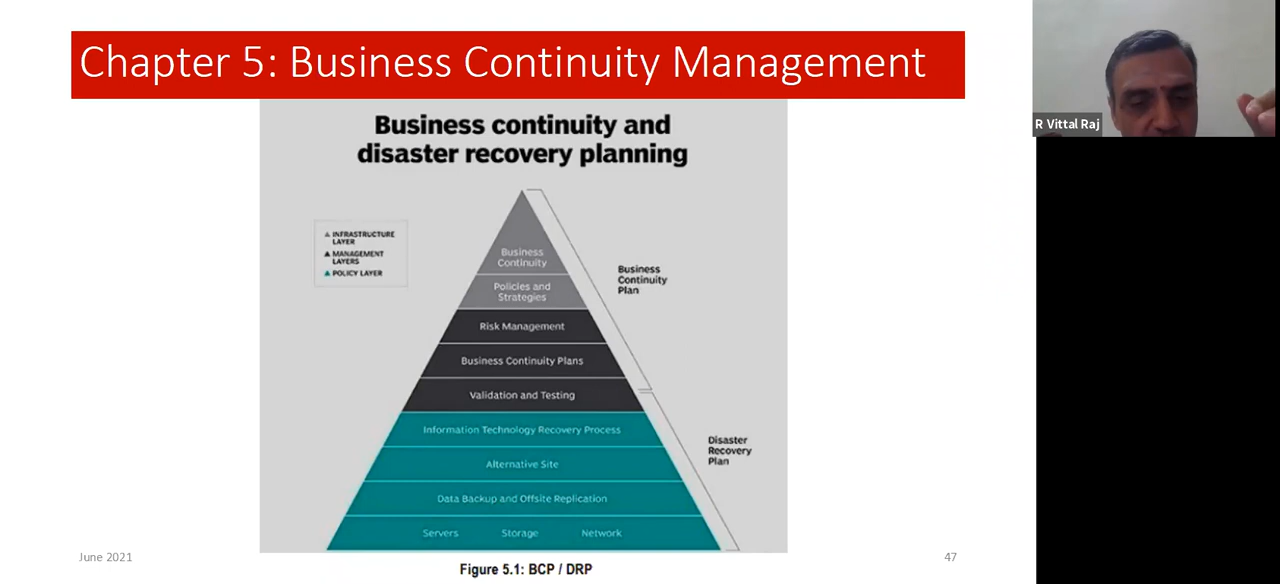 Chapter 5: Business Continuity Management
R Vittal Raj
Business continuity and
disaster recovery planning
INFRASTRUCTURE
LAYER
MANAGEMENT
LAYERS
POLICY LAYER
Business
Continuity
Policies and
Strategies
Risk Management
Business Continuity Plans
Validation and Testing
Business
Continuity
Plan
Information Technology Recovery Process
Alternative Site
Data Backup and Offsite Replication
Servers Storage Network
Disaster
Recovery
Plan
June 2021
47
Figure 5.1: BCP / DRP